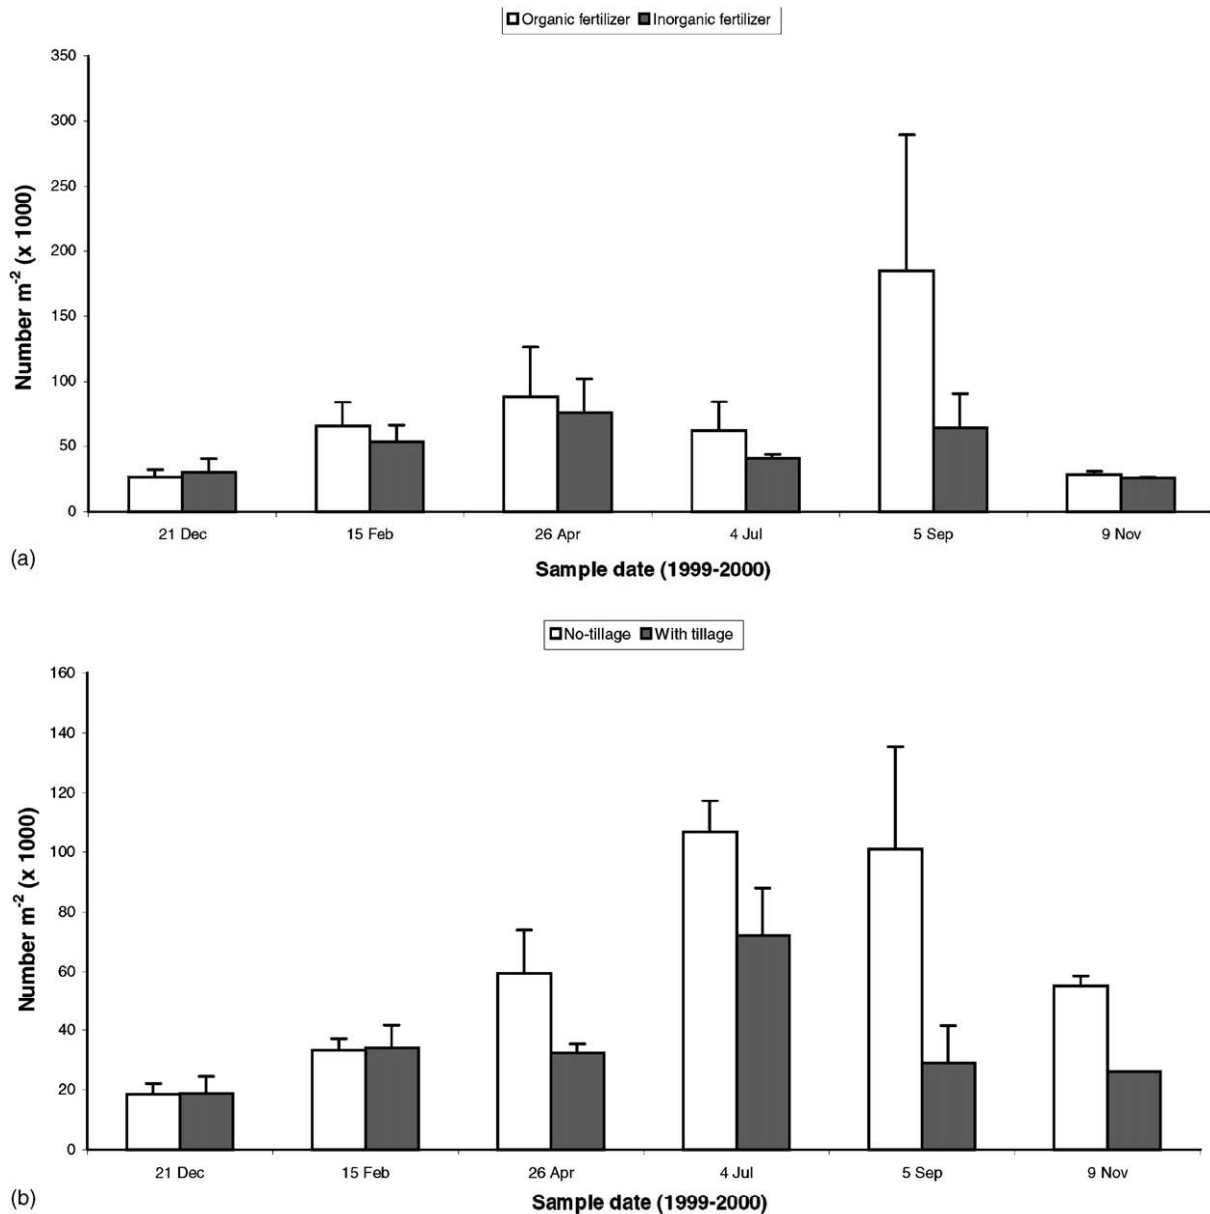 Organic fertilizer Inorganic fertilizer
350
300
250
200
150
100
50
0
Number m⁻² (x 1000)
21 Dec 15 Feb 26 Apr 4 Jul 5 Sep 9 Nov
(a)
Sample date (1999-2000)
No-tillage With tillage
160
140
120
100
80
60
40
20
0
Number m⁻² (x 1000)
21 Dec 15 Feb 26 Apr 4 Jul 5 Sep 9 Nov
(b)
Sample date (1999-2000)